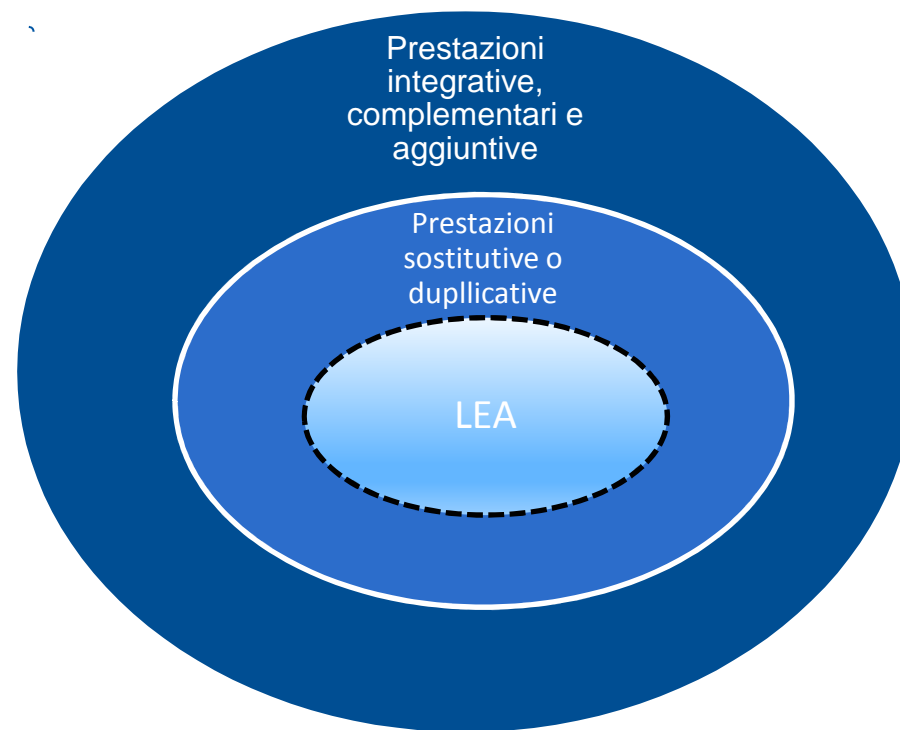 Prestazioni
integrative,
complementari e
aggiuntive
Prestazioni
sostitutive o
dupllicative
LEA